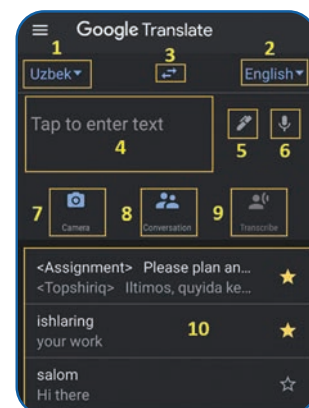 Google Translate
1 3 2
Uzbek English
Tap to enter text
4 5 6
7 8 9
Camera Conversation Transcribe
<Assignment> Please plan an...
<Topshiriq> Iltimos, quyida ke...
ishlaring 10
your work
salom
Hi there